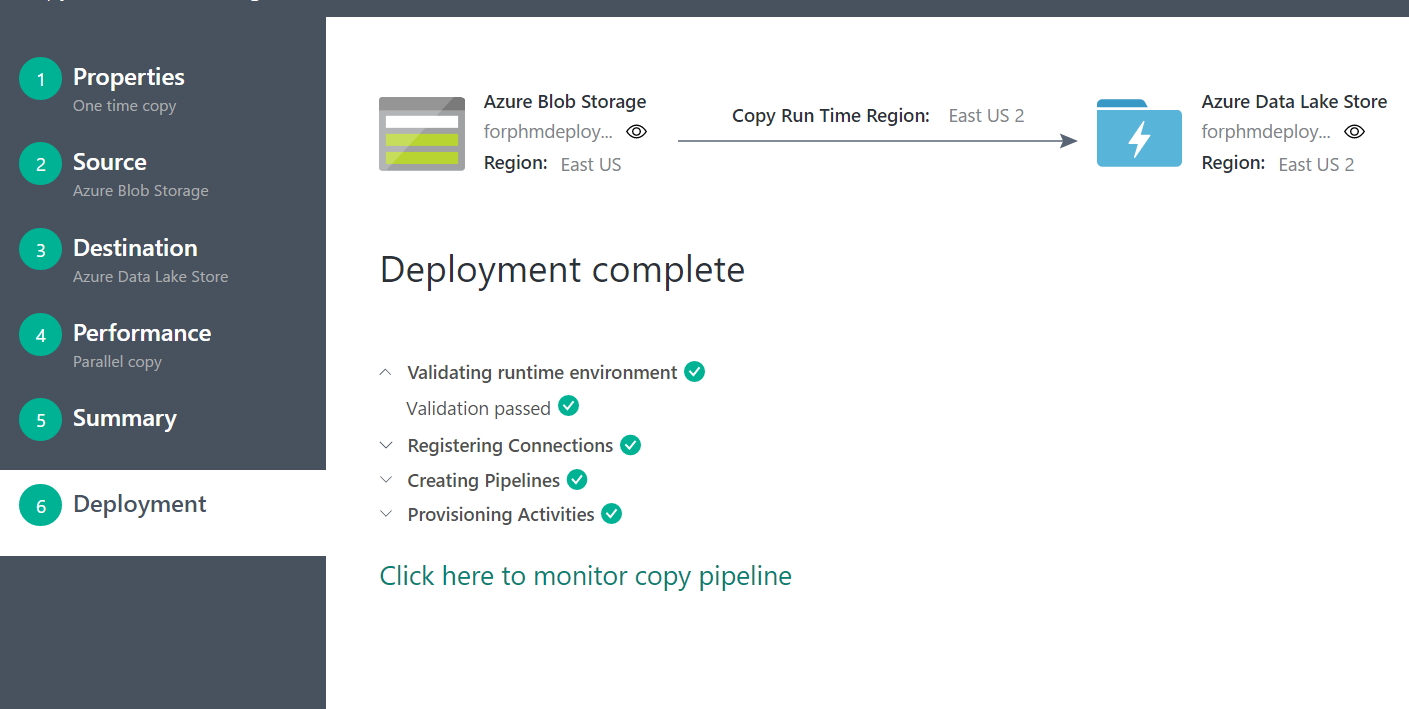 1 Properties
One time copy
2 Source
Azure Blob Storage
3 Destination
Azure Data Lake Store
4 Performance
Parallel copy
5 Summary
6 Deployment
Azure Blob Storage
forphmdeploy...
Region: East US
Copy Run Time Region: East US 2
Azure Data Lake Store
forphmdeploy...
Region: East US 2
Deployment complete
Validating runtime environment
Validation passed
Registering Connections
Creating Pipelines
Provisioning Activities
Click here to monitor copy pipeline